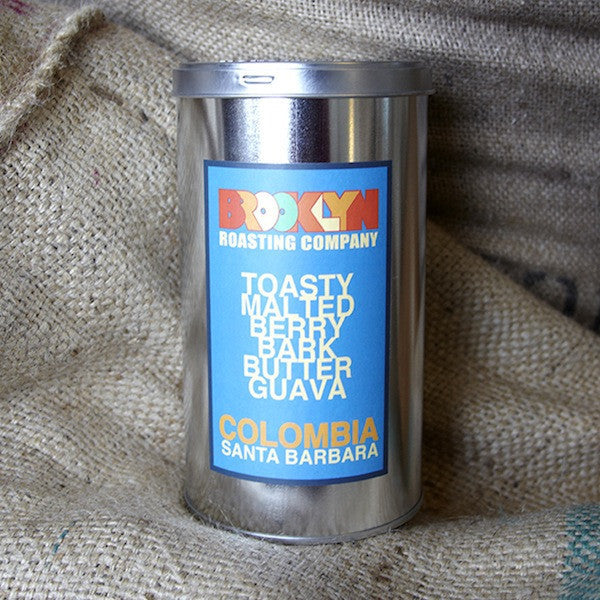 BROOKLYN
ROASTING COMPANY
TOASTY
MALTED
BERRY
BARK
BUTTER
GUAVA
COLOMBIA
SANTA BARBARA